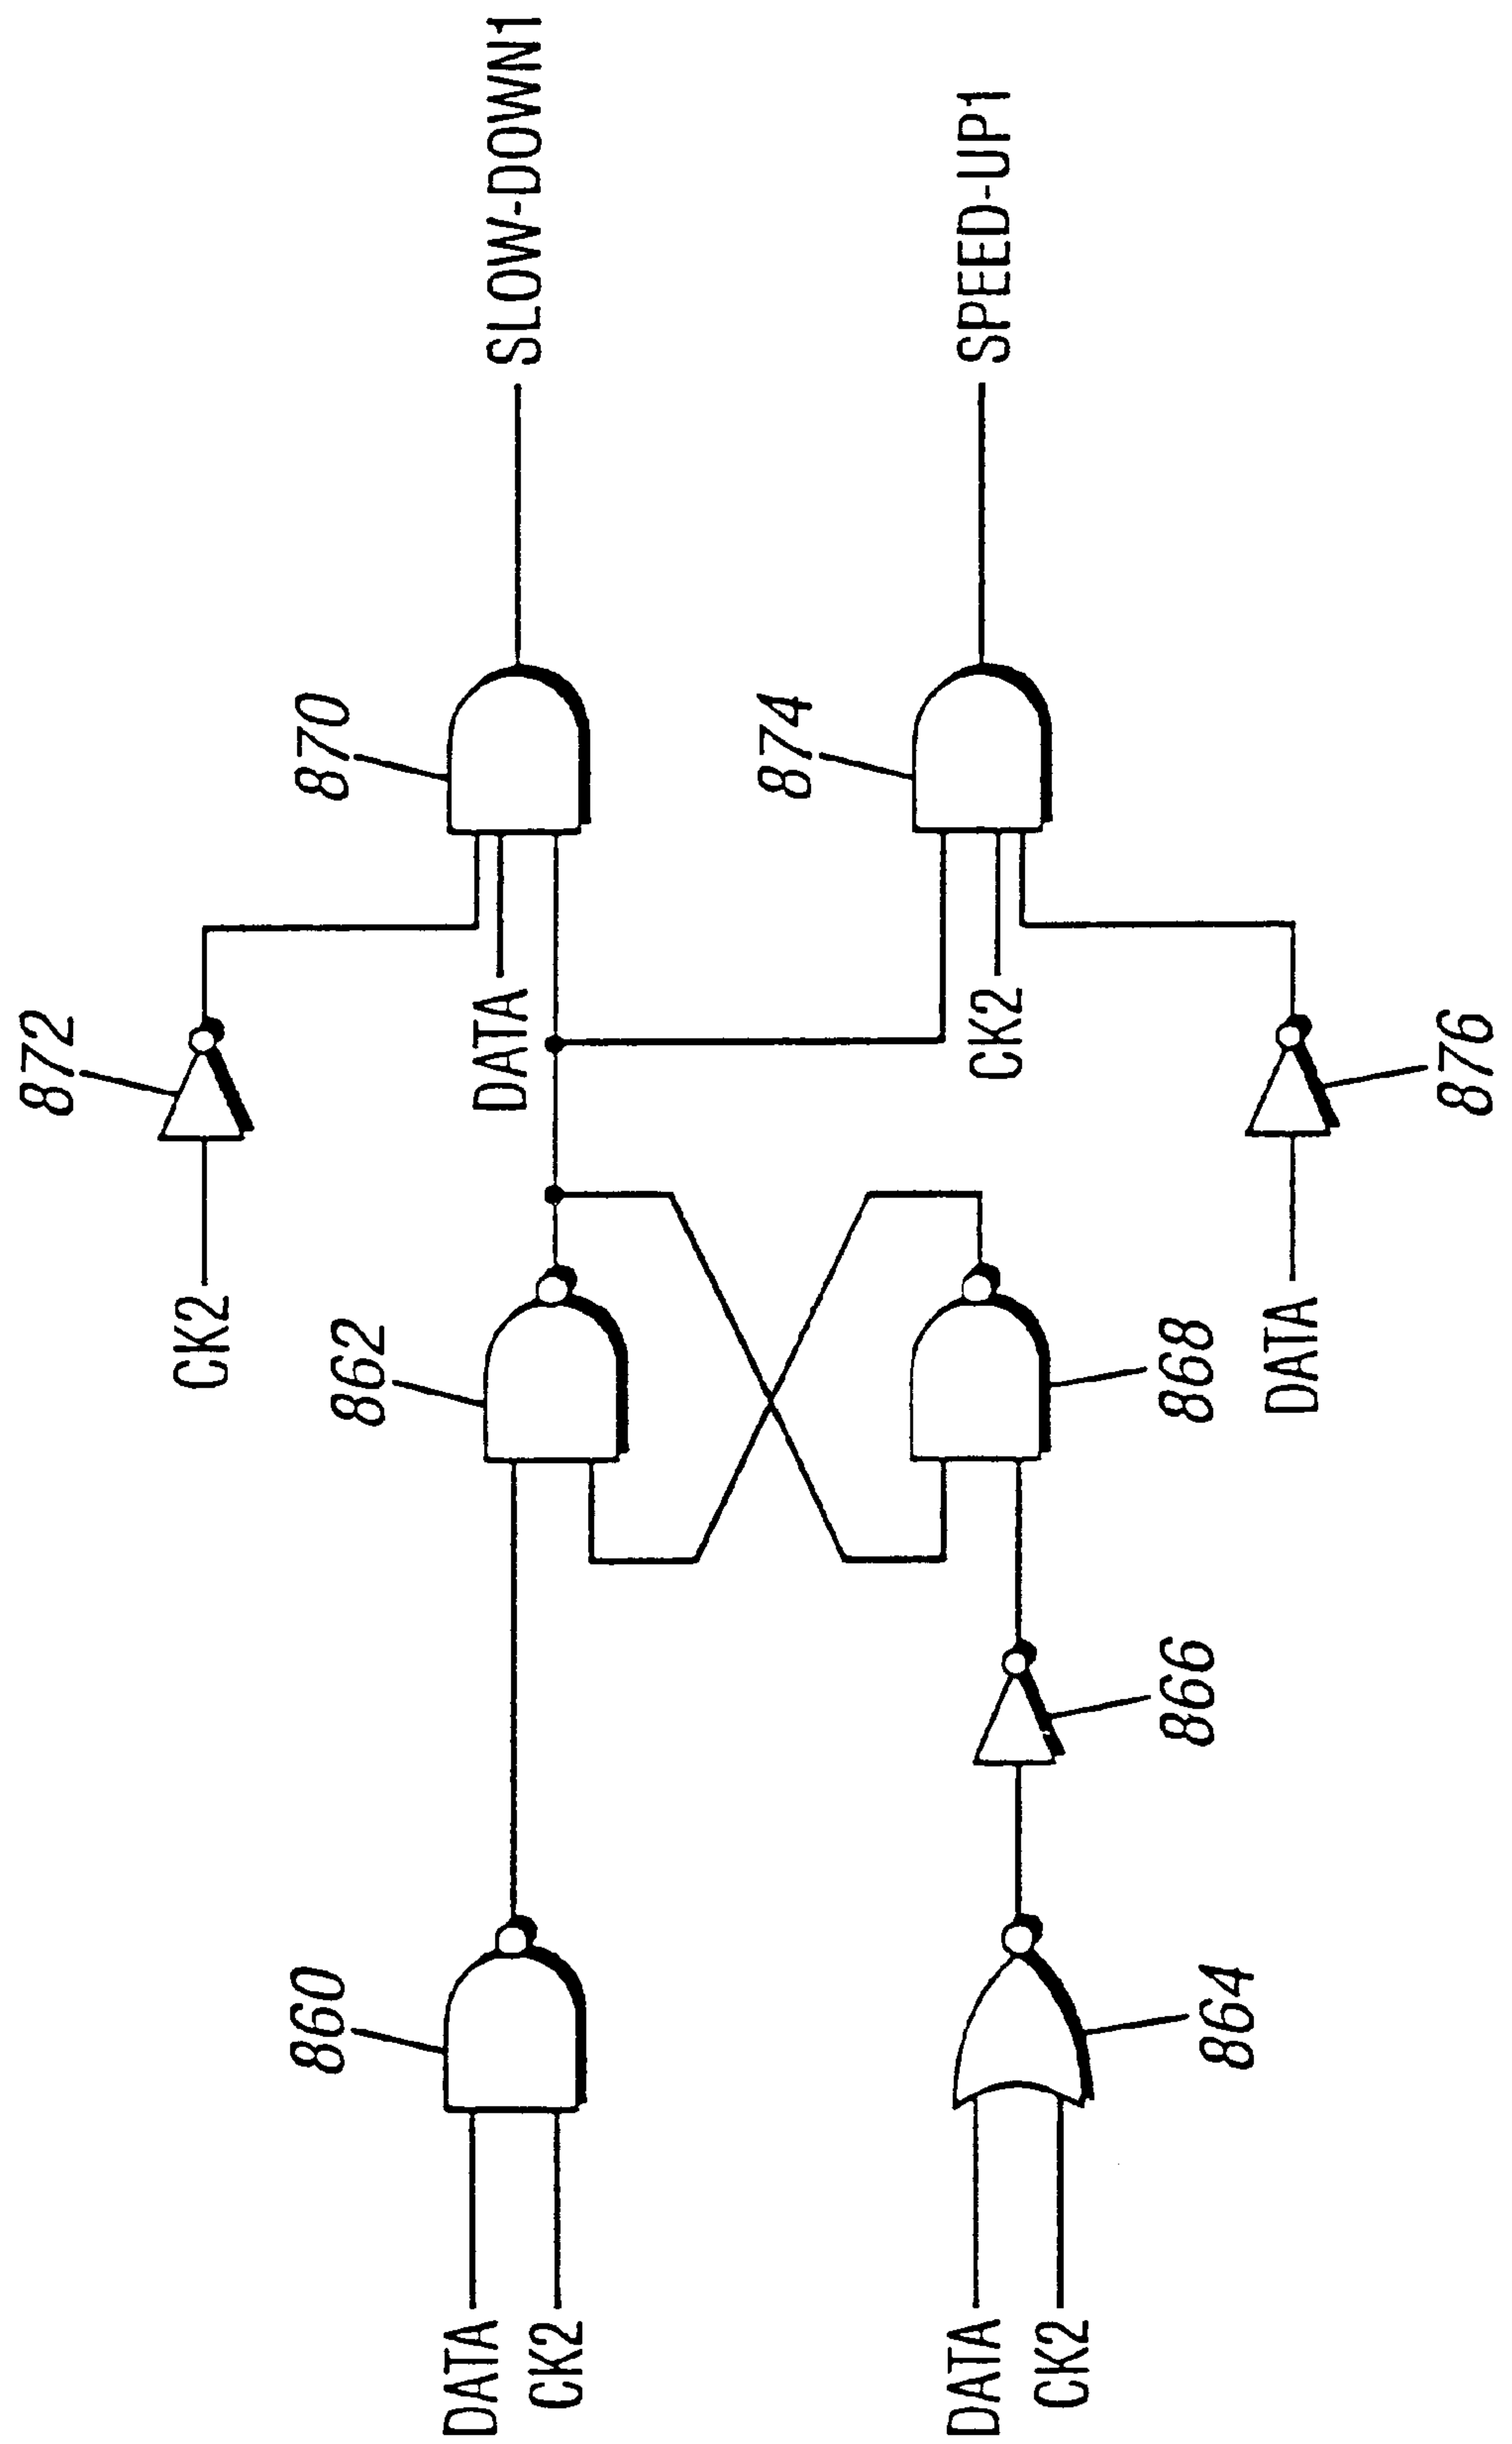 872
CK2
870
SLOW-DOWN1
DATA
862
860
DATA
CK2
874
SPEED-UP1
CK2
876
DATA
868
866
864
DATA
CK2